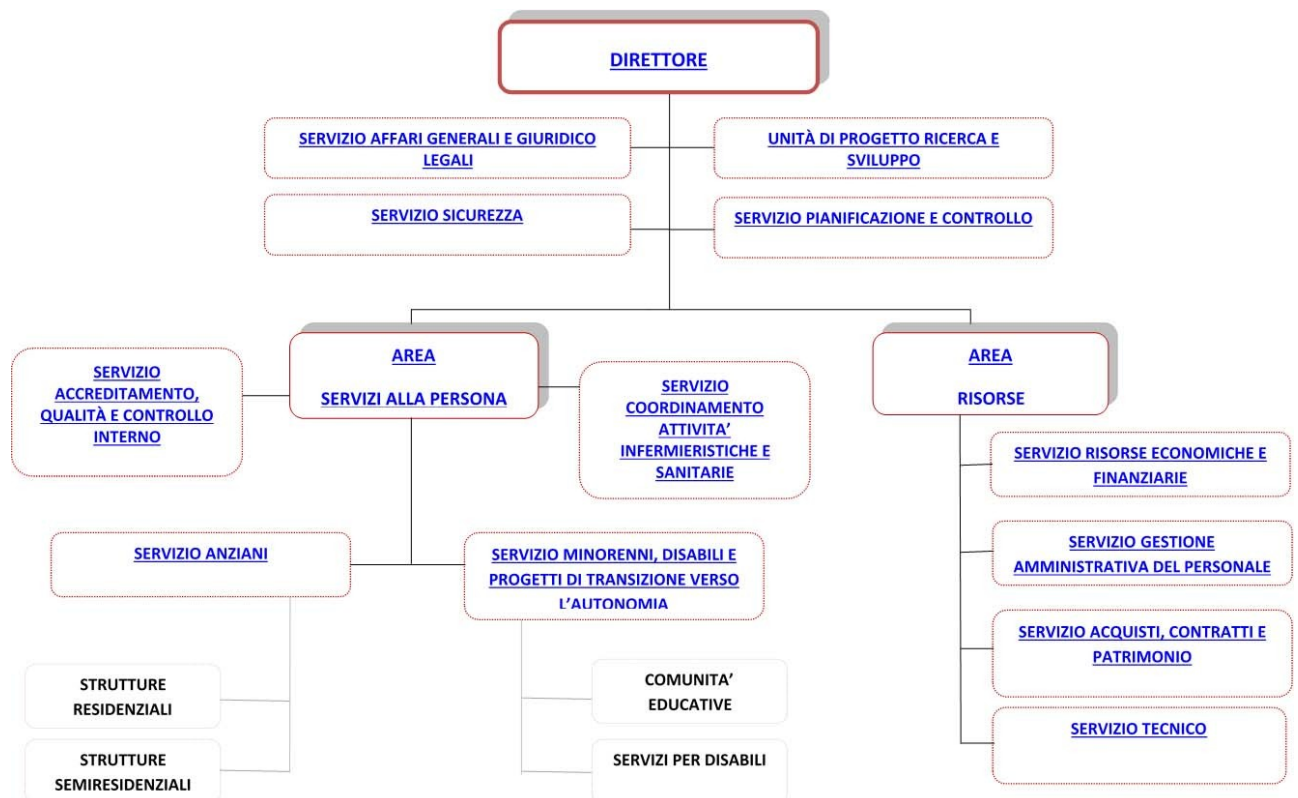 DIRETTORE
SERVIZIO AFFARI GENERALI E GIURIDICO
LEGALI
UNITÀ DI PROGETTO RICERCA E
SVILUPPO
SERVIZIO SICUREZZA
SERVIZIO PIANIFICAZIONE E CONTROLLO
AREA
SERVIZI ALLA PERSONA
AREA
RISORSE
SERVIZIO
ACCREDITAMENTO,
QUALITÀ E CONTROLLO
INTERNO
SERVIZIO
COORDINAMENTO
ATTIVITA’
INFERMIERISTICHE E
SANITARIE
SERVIZIO RISORSE ECONOMICHE E
FINANZIARIE
SERVIZIO GESTIONE
AMMINISTRATIVA DEL PERSONALE
SERVIZIO ACQUISTI, CONTRATTI E
PATRIMONIO
SERVIZIO TECNICO
SERVIZIO ANZIANI
SERVIZIO MINORENNI, DISABILI E
PROGETTI DI TRANSIZIONE VERSO
L’AUTONOMIA
STRUTTURE
RESIDENZIALI
STRUTTURE
SEMIRESIDENZIALI
COMUNITA’
EDUCATIVE
SERVIZI PER DISABILI